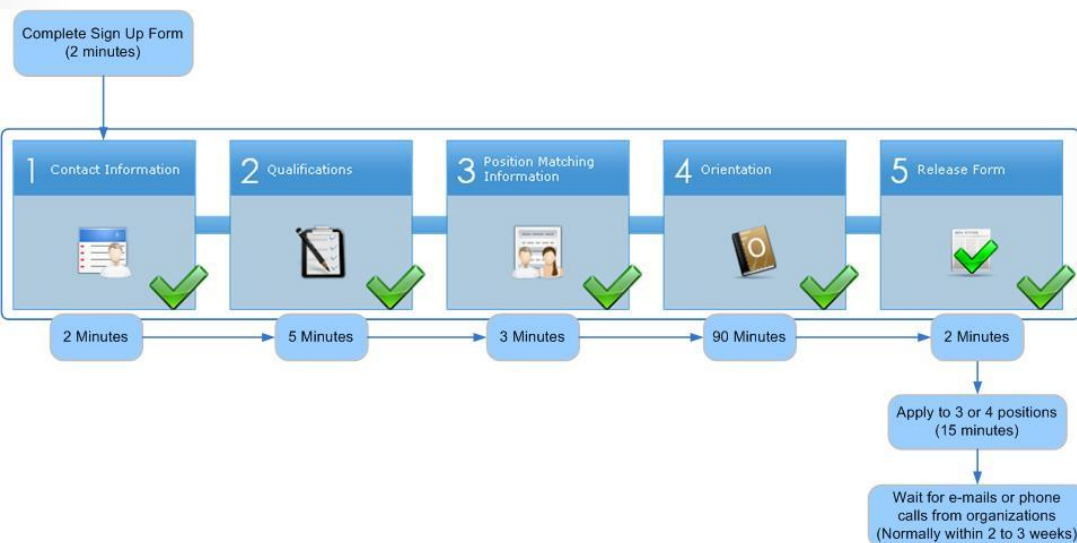 Complete Sign Up Form
(2 minutes)
1 Contact Information
2 Qualifications
3 Position Matching
Information
4 Orientation
5 Release Form
2 Minutes
5 Minutes
3 Minutes
90 Minutes
2 Minutes
Apply to 3 or 4 positions
(15 minutes)
Wait for e-mails or phone
calls from organizations
(Normally within 2 to 3 weeks)